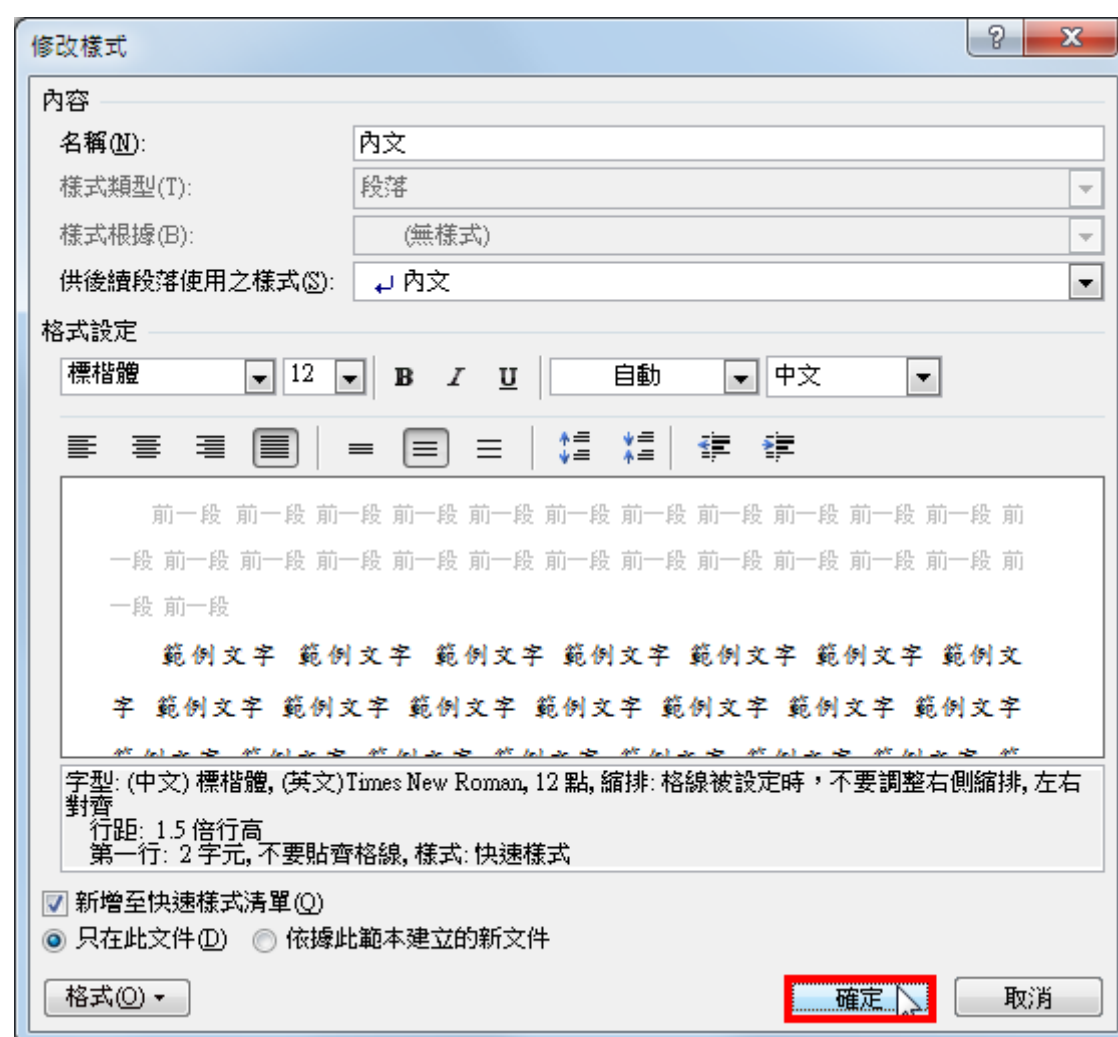 修改樣式
內容
名稱(N): 內文
樣式類型(T): 段落
樣式根據(B): (無樣式)
供後續段落使用之樣式(S): 內文
格式設定
標楷體 12 B I U 自動 中文
前一段 前一段 前一段 前一段 前一段 前一段 前一段 前一段 前一段 前一段 前一段 前
一段 前一段 前一段 前一段 前一段 前一段 前一段 前一段 前一段 前一段 前一段 前一段 前
一段 前一段
範例文字 範例文字 範例文字 範例文字 範例文字 範例文字 範例文
字 範例文字 範例文字 範例文字 範例文字 範例文字 範例文字 範例文字
字型: (中文) 標楷體, (英文)Times New Roman, 12 點, 縮排: 格線被設定時，不要調整右側縮排, 左右
對齊
行距: 1.5 倍行高
第一行: 2 字元, 不要貼齊格線, 樣式: 快速樣式
新增至快速樣式清單(Q)
只在此文件(D) 依據此範本建立的新文件
格式(O) 確定 取消